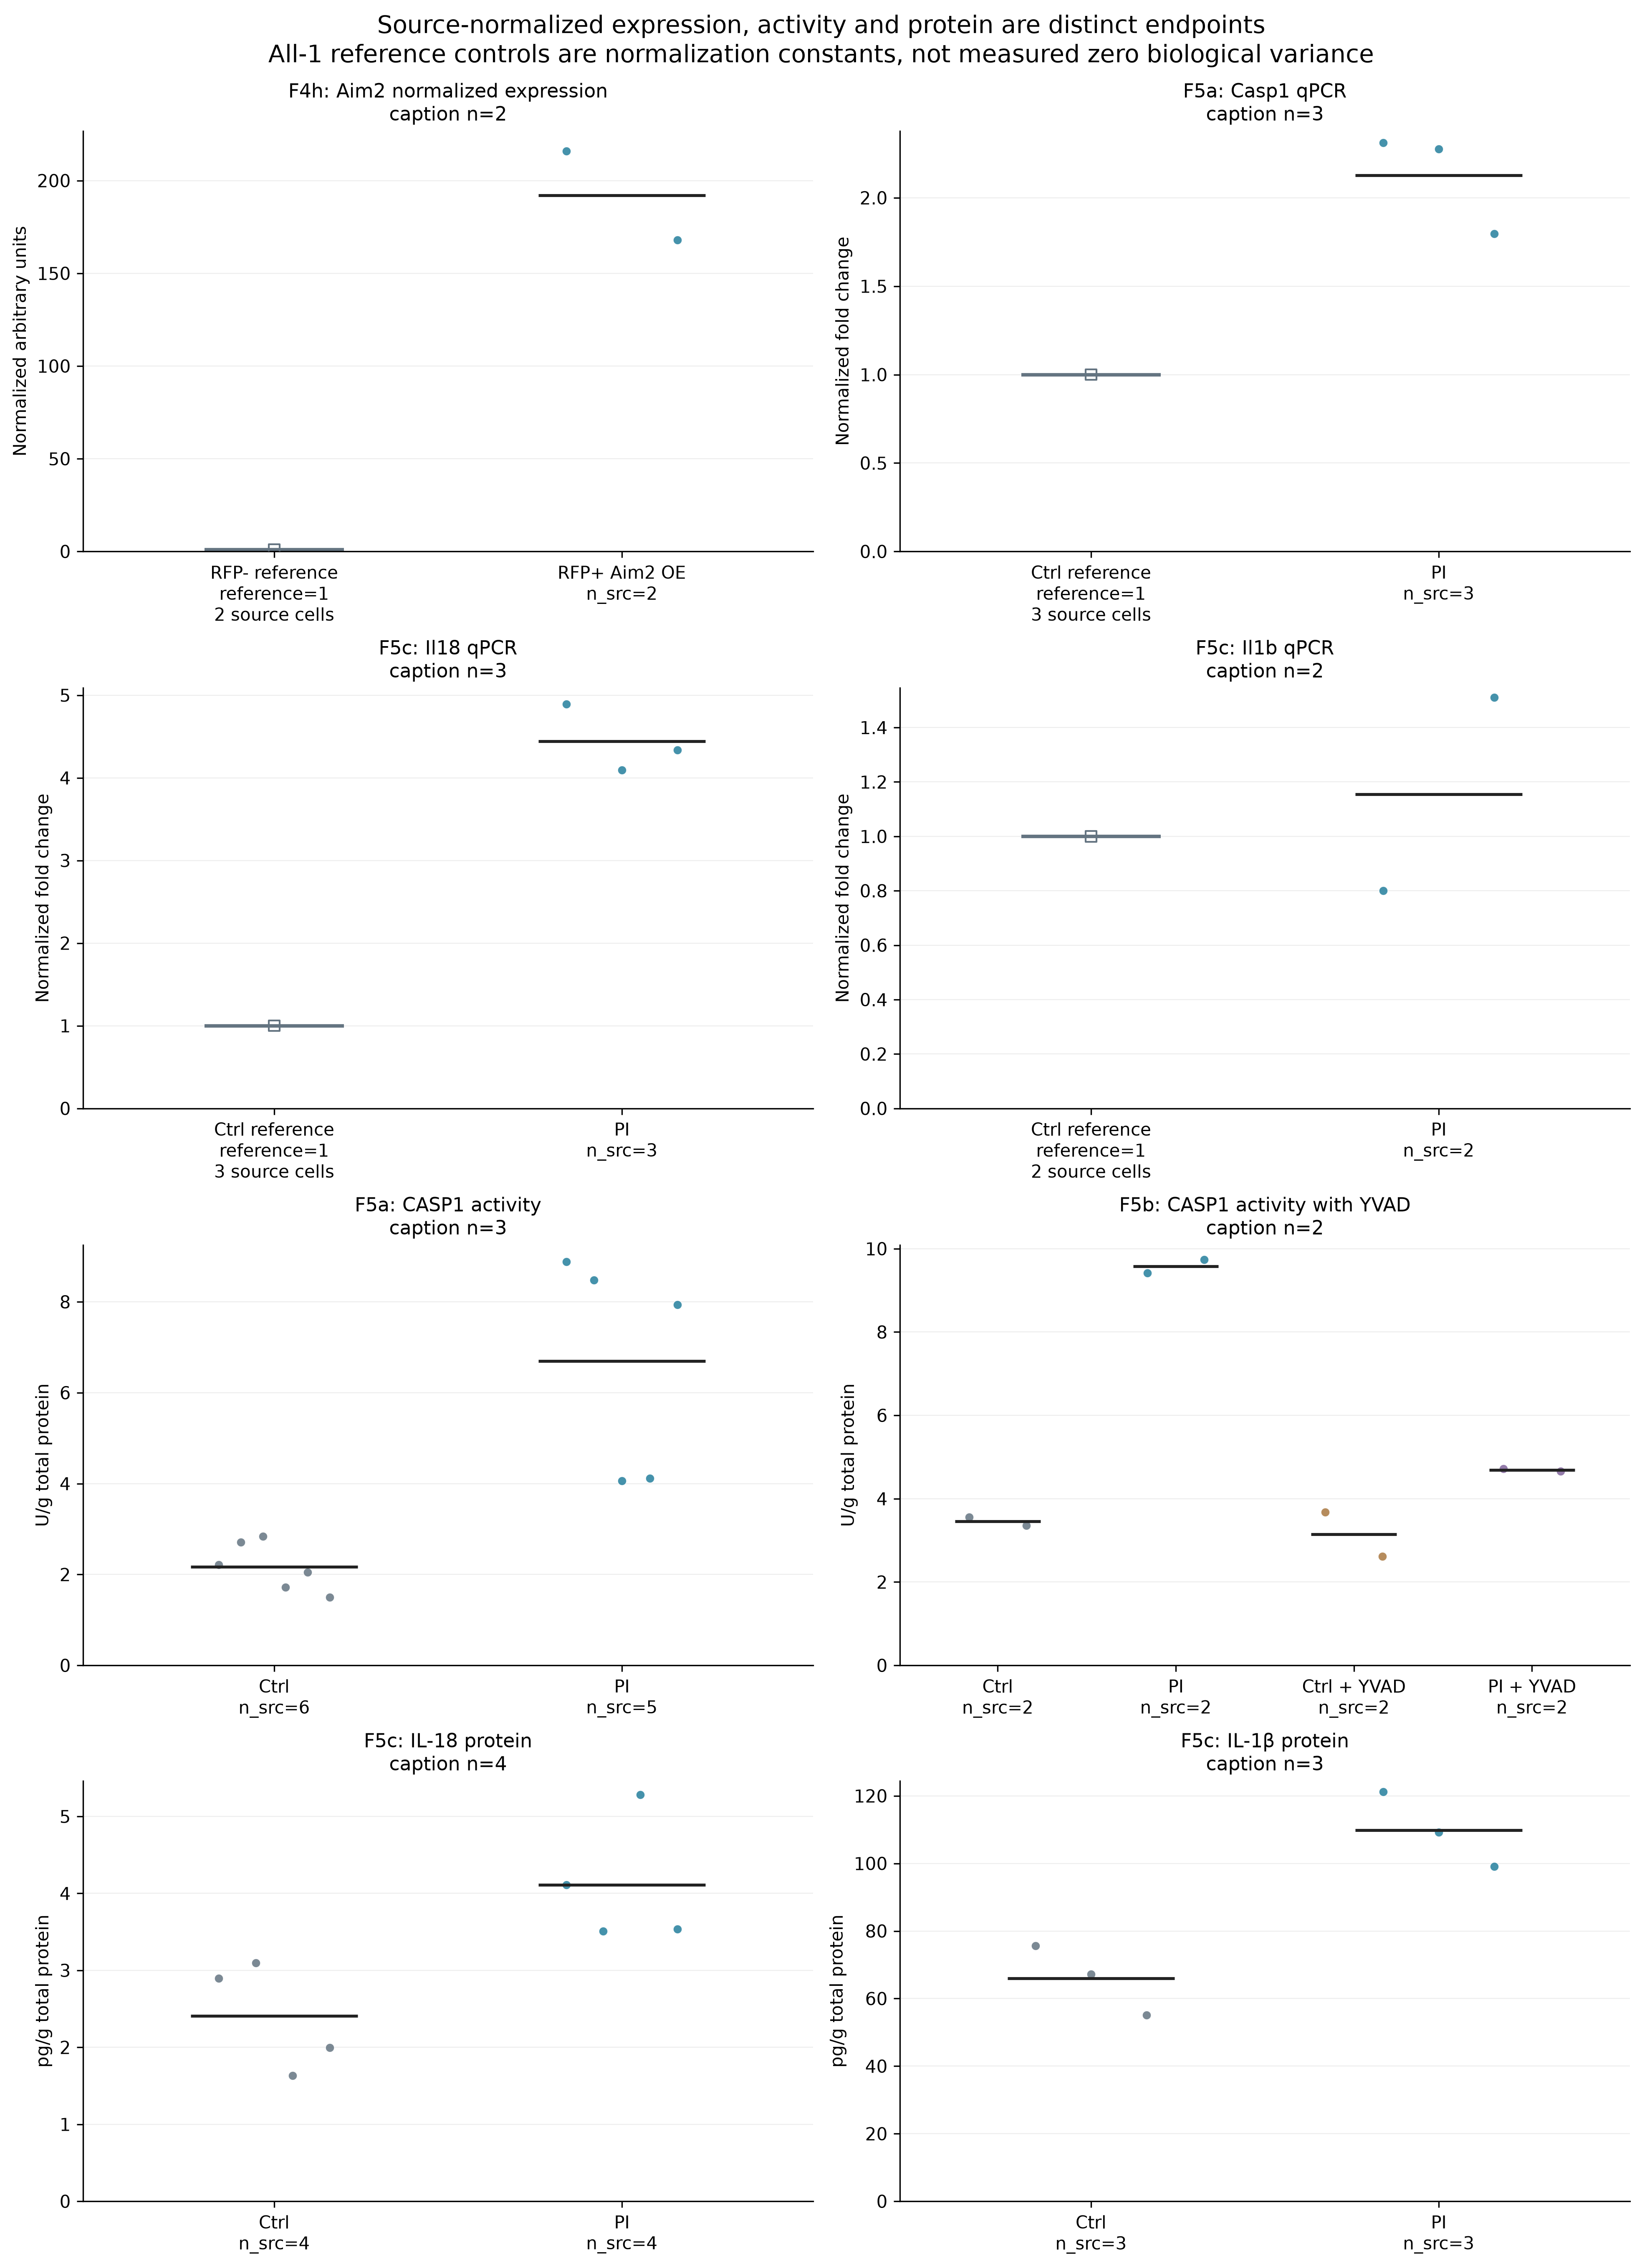 Source-normalized expression, activity and protein are distinct endpoints
All-1 reference controls are normalization constants, not measured zero biological variance
F4h: Aim2 normalized expression
caption n=2
Normalized arbitrary units
200
150
100
50
0
RFP- reference
reference=1
2 source cells
RFP+ Aim2 OE
n_src=2
F5a: Casp1 qPCR
caption n=3
Normalized fold change
2.0
1.5
1.0
0.5
0.0
Ctrl reference
reference=1
3 source cells
PI
n_src=3
F5c: Il18 qPCR
caption n=3
Normalized fold change
5
4
3
2
1
0
Ctrl reference
reference=1
3 source cells
PI
n_src=3
F5c: Il1b qPCR
caption n=2
Normalized fold change
1.4
1.2
1.0
0.8
0.6
0.4
0.2
0.0
Ctrl reference
reference=1
2 source cells
PI
n_src=2
F5a: CASP1 activity
caption n=3
U/g total protein
8
6
4
2
0
Ctrl
n_src=6
PI
n_src=5
F5b: CASP1 activity with YVAD
caption n=2
U/g total protein
10
8
6
4
2
0
Ctrl
n_src=2
PI
n_src=2
Ctrl + YVAD
n_src=2
PI + YVAD
n_src=2
F5c: IL-18 protein
caption n=4
pg/g total protein
5
4
3
2
1
0
Ctrl
n_src=4
PI
n_src=4
F5c: IL-1β protein
caption n=3
pg/g total protein
120
100
80
60
40
20
0
Ctrl
n_src=3
PI
n_src=3